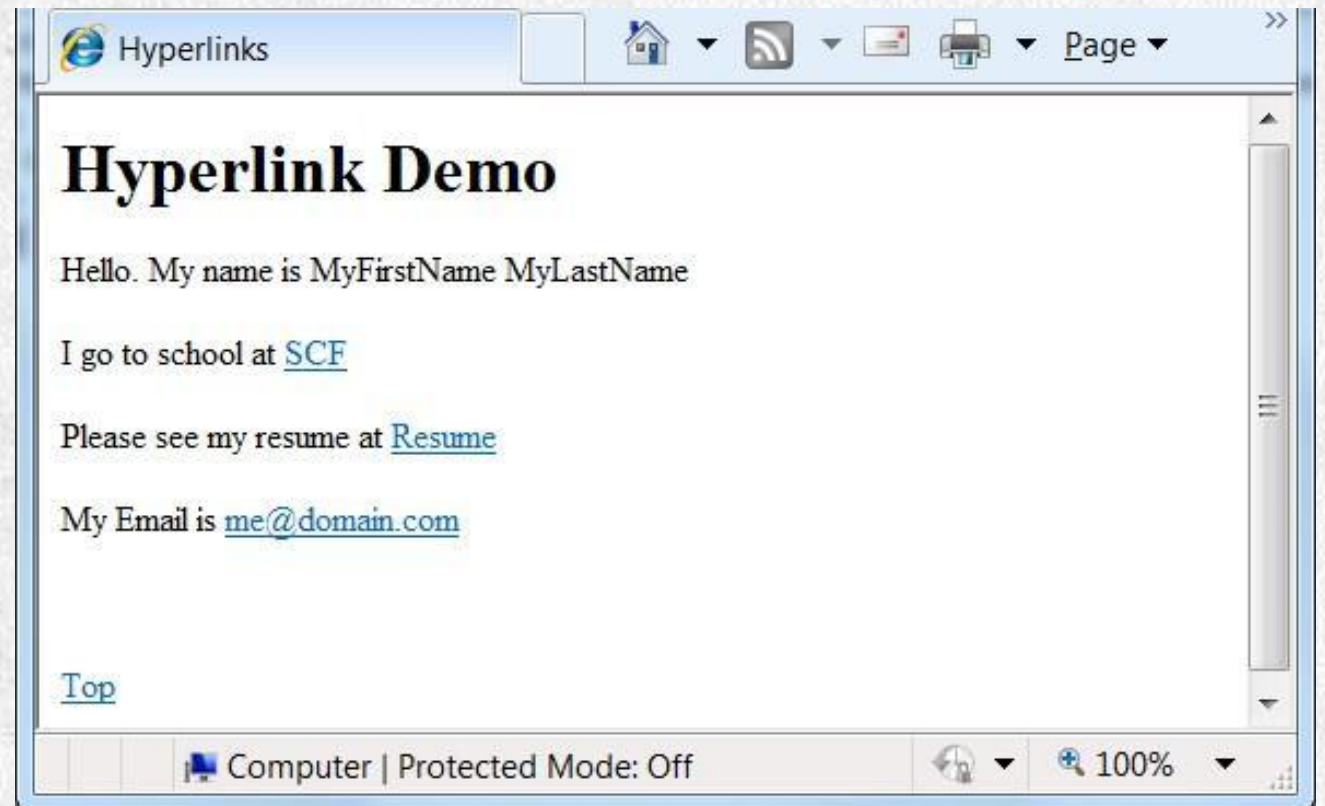 Hyperlinks
Page
»
Hyperlink Demo
Hello. My name is MyFirstName MyLastName
I go to school at SCF
Please see my resume at Resume
My Email is me@domain.com
Top
Computer | Protected Mode: Off
100%